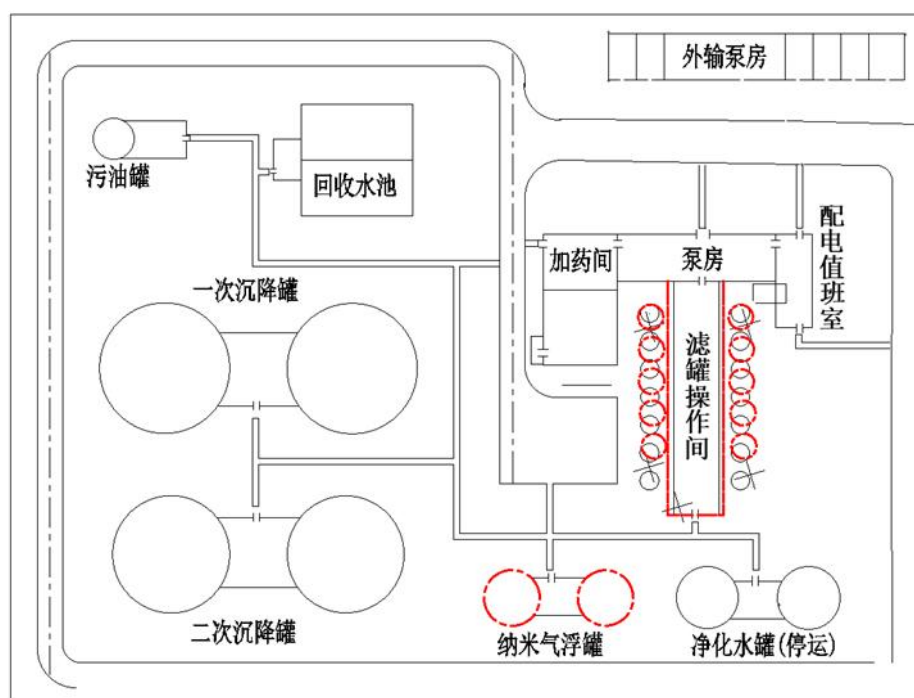 外输泵房
污油罐
回收水池
加药间
泵房
配电值班室
一次沉降罐
滤罐操作间
二次沉降罐
纳米气浮罐
净化水罐(停运)